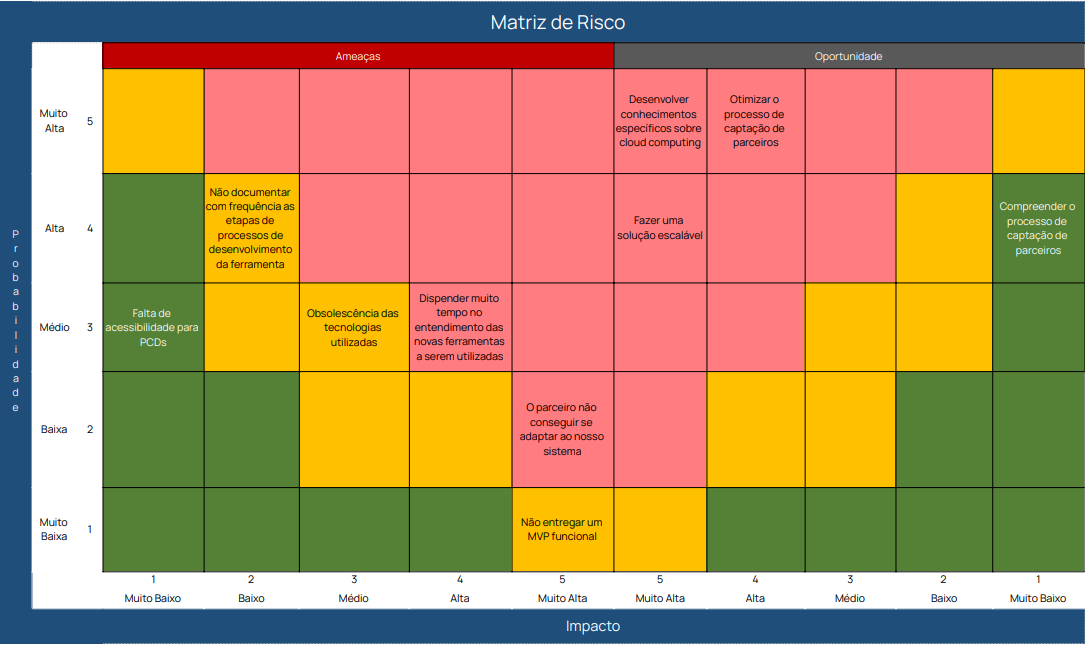 Matriz de Risco
Ameaças
Oportunidade
Probabilidade
Muito
Alta
5
Desenvolver
conhecimentos
específicos sobre
cloud computing
Otimizar o
processo de
captação de
parceiros
Alta
4
Não documentar
com frequência as
etapas de
processos de
desenvolvimento
da ferramenta
Fazer uma
solução escalável
Compreender o
processo de
captação de
parceiros
Médio
3
Falta de
acessibilidade para
PCDs
Obsolescência das
tecnologias
utilizadas
Dispender muito
tempo no
entendimento das
novas ferramentas
a serem utilizadas
Baixa
2
O parceiro não
conseguir se
adaptar ao nosso
sistema
Muito
Baixa
1
Não entregar um
MVP funcional
1 2 3 4 5 5 4 3 2 1
Muito Baixo Baixo Médio Alta Muito Alta Muito Alta Alta Médio Baixo Muito Baixo
Impacto